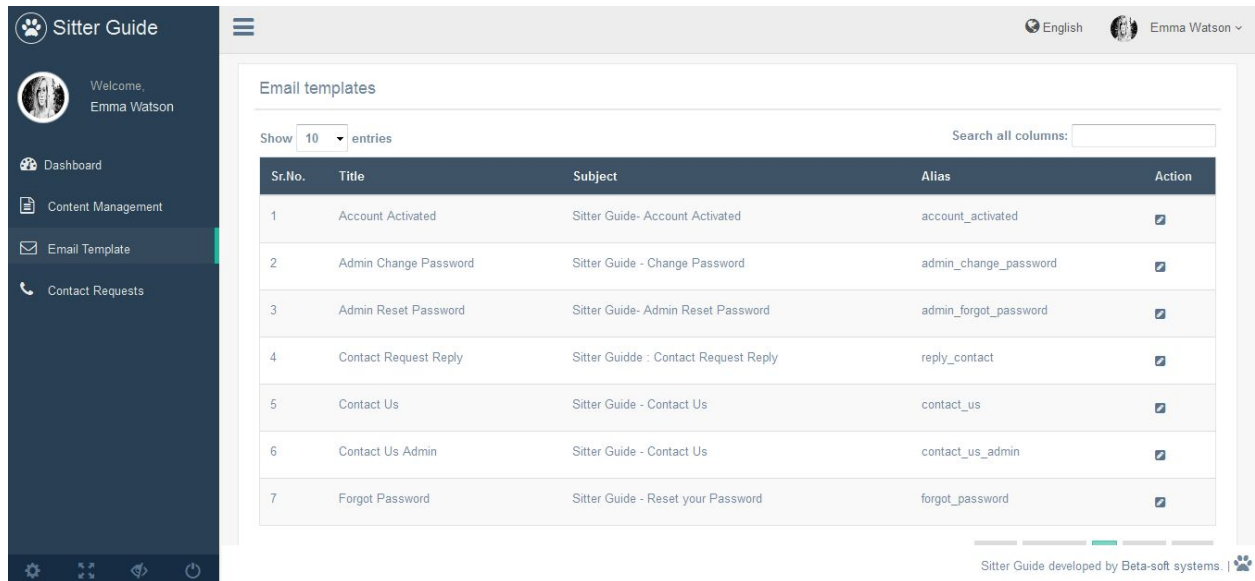 Sitter Guide
English
Emma Watson
Welcome,
Emma Watson
Dashboard
Content Management
Email Template
Contact Requests
Email templates
Show 10 entries
Search all columns:
Sr.No. Title Subject Alias Action
1 Account Activated Sitter Guide- Account Activated account_activated
2 Admin Change Password Sitter Guide - Change Password admin_change_password
3 Admin Reset Password Sitter Guide- Admin Reset Password admin_forgot_password
4 Contact Request Reply Sitter Guidde : Contact Request Reply reply_contact
5 Contact Us Sitter Guide - Contact Us contact_us
6 Contact Us Admin Sitter Guide - Contact Us contact_us_admin
7 Forgot Password Sitter Guide - Reset your Password forgot_password
Sitter Guide developed by Beta-soft systems. |